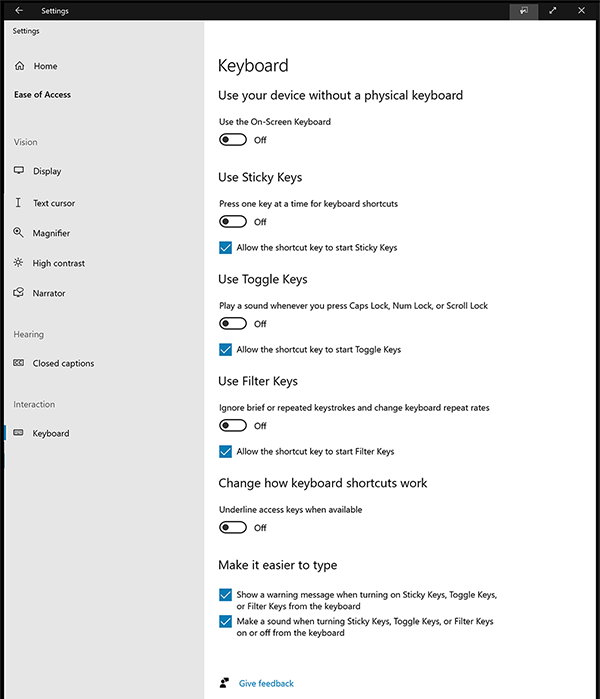 Settings
Settings
Home
Ease of Access
Vision
Display
Text cursor
Magnifier
High contrast
Narrator
Hearing
CC Closed captions
Interaction
Keyboard
Keyboard
Use your device without a physical keyboard
Use the On-Screen Keyboard
Off
Use Sticky Keys
Press one key at a time for keyboard shortcuts
Off
Allow the shortcut key to start Sticky Keys
Use Toggle Keys
Play a sound whenever you press Caps Lock, Num Lock, or Scroll Lock
Off
Allow the shortcut key to start Toggle Keys
Use Filter Keys
Ignore brief or repeated keystrokes and change keyboard repeat rates
Off
Allow the shortcut key to start Filter Keys
Change how keyboard shortcuts work
Underline access keys when available
Off
Make it easier to type
Show a warning message when turning on Sticky Keys, Toggle Keys,
or Filter Keys from the keyboard
Make a sound when turning Sticky Keys, Toggle Keys, or Filter Keys
on or off from the keyboard
Give feedback